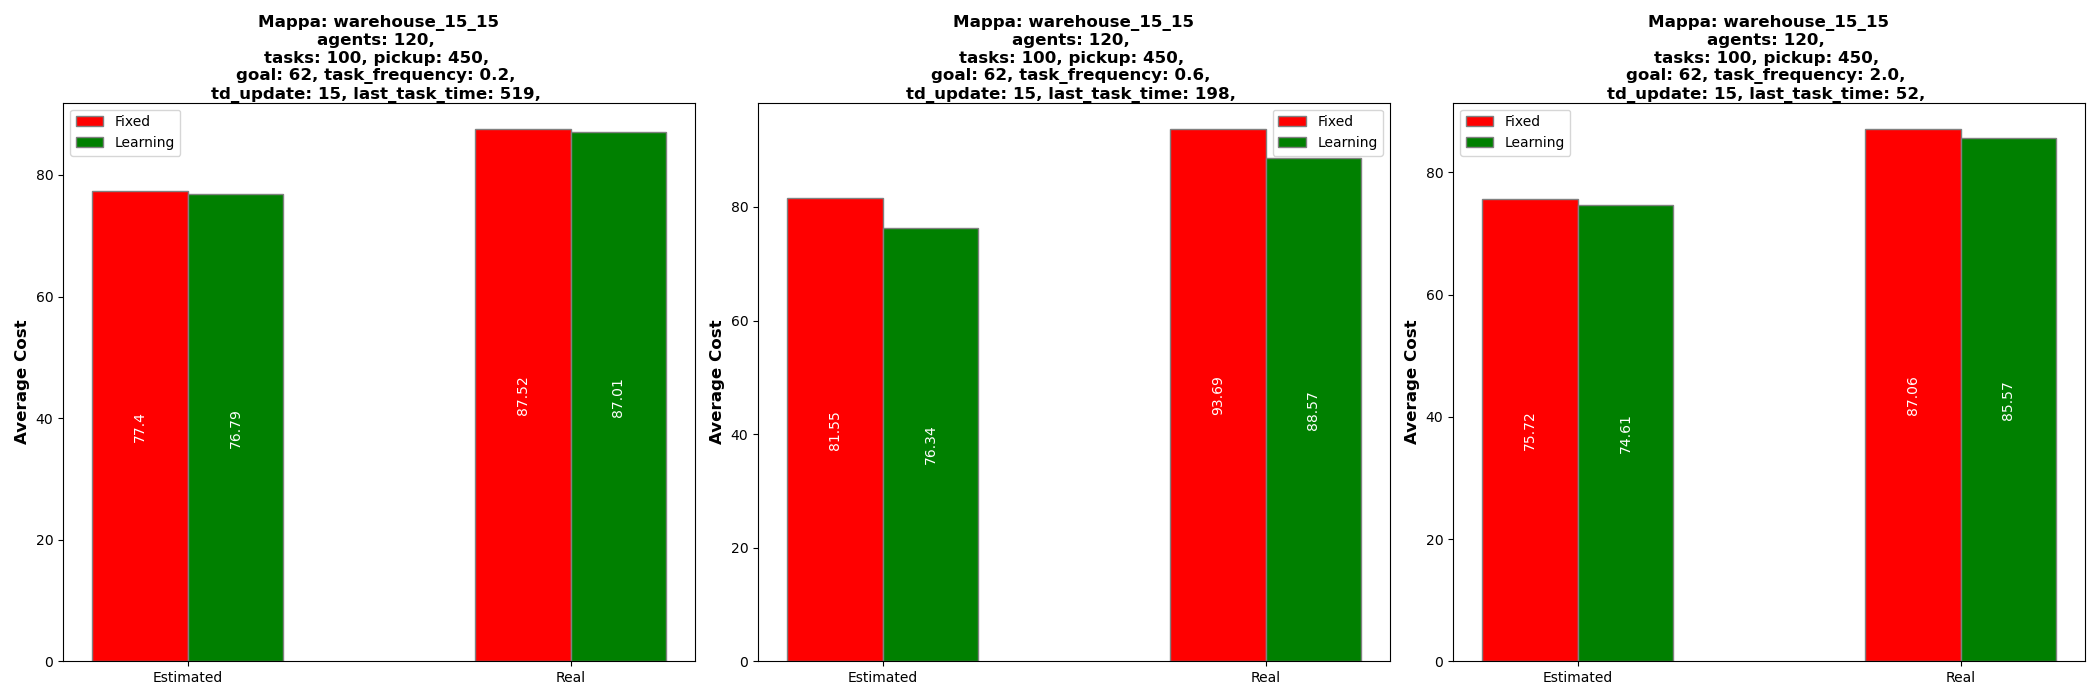 Mappa: warehouse_15_15
agents: 120,
tasks: 100, pickup: 450,
goal: 62, task_frequency: 0.2,
td_update: 15, last_task_time: 519,
Fixed
Learning
Average Cost
80
60
40
20
0
77.4
76.79
87.52
87.01
Estimated
Real
Mappa: warehouse_15_15
agents: 120,
tasks: 100, pickup: 450,
goal: 62, task_frequency: 0.6,
td_update: 15, last_task_time: 198,
Fixed
Learning
Average Cost
80
60
40
20
0
81.55
76.34
93.69
88.57
Estimated
Real
Mappa: warehouse_15_15
agents: 120,
tasks: 100, pickup: 450,
goal: 62, task_frequency: 2.0,
td_update: 15, last_task_time: 52,
Fixed
Learning
Average Cost
80
60
40
20
0
75.72
74.61
87.06
85.57
Estimated
Real